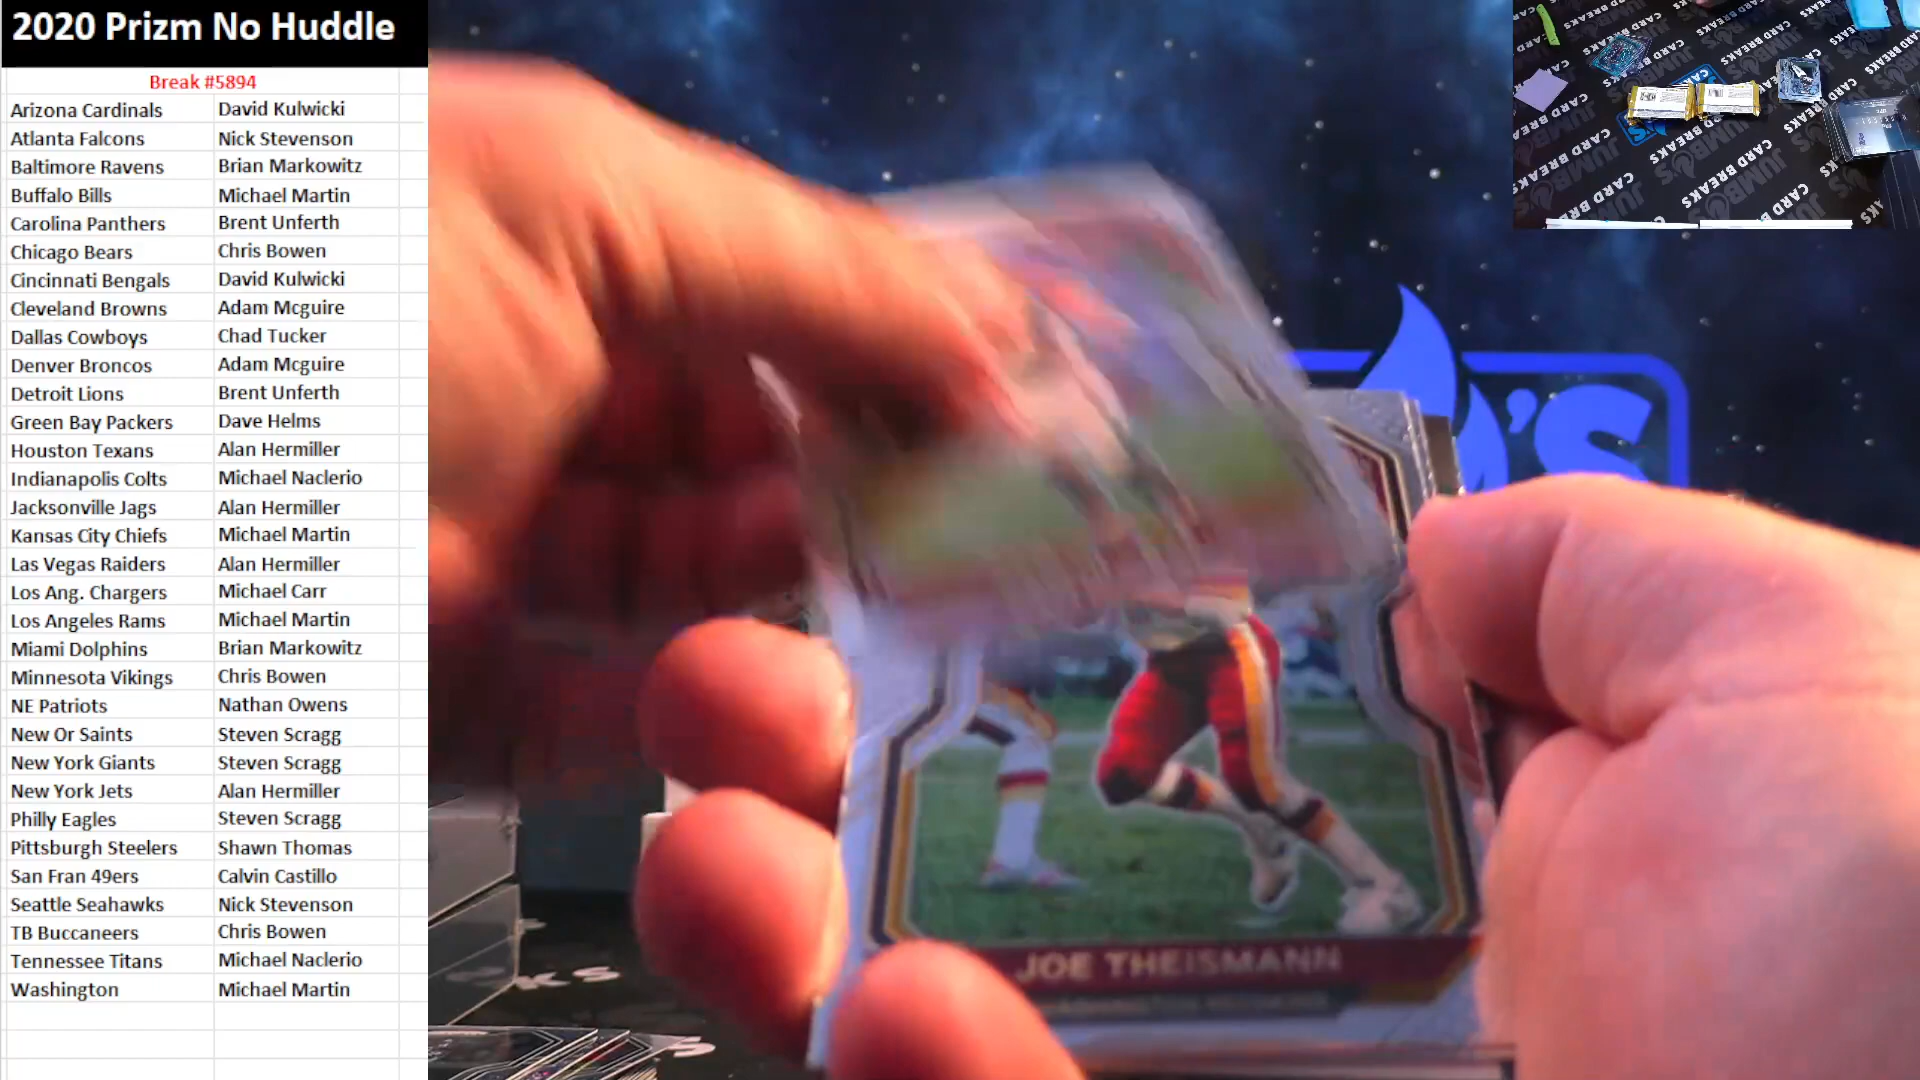 2020 Prizm No Huddle
Break #5894
Arizona Cardinals David Kulwicki
Atlanta Falcons Nick Stevenson
Baltimore Ravens Brian Markowitz
Buffalo Bills Michael Martin
Carolina Panthers Brent Unferth
Chicago Bears Chris Bowen
Cincinnati Bengals David Kulwicki
Cleveland Browns Adam Mcguire
Dallas Cowboys Chad Tucker
Denver Broncos Adam Mcguire
Detroit Lions Brent Unferth
Green Bay Packers Dave Helms
Houston Texans Alan Hermiller
Indianapolis Colts Michael Naclerio
Jacksonville Jags Alan Hermiller
Kansas City Chiefs Michael Martin
Las Vegas Raiders Alan Hermiller
Los Ang. Chargers Michael Carr
Los Angeles Rams Michael Martin
Miami Dolphins Brian Markowitz
Minnesota Vikings Chris Bowen
NE Patriots Nathan Owens
New Or Saints Steven Scragg
New York Giants Steven Scragg
New York Jets Alan Hermiller
Philly Eagles Steven Scragg
Pittsburgh Steelers Shawn Thomas
San Fran 49ers Calvin Castillo
Seattle Seahawks Nick Stevenson
TB Buccaneers Chris Bowen
Tennessee Titans Michael Naclerio
Washington Michael Martin
'S
JOE THEISMANN
CARD BREAKS
JUMBO'S
CARD BREAKS